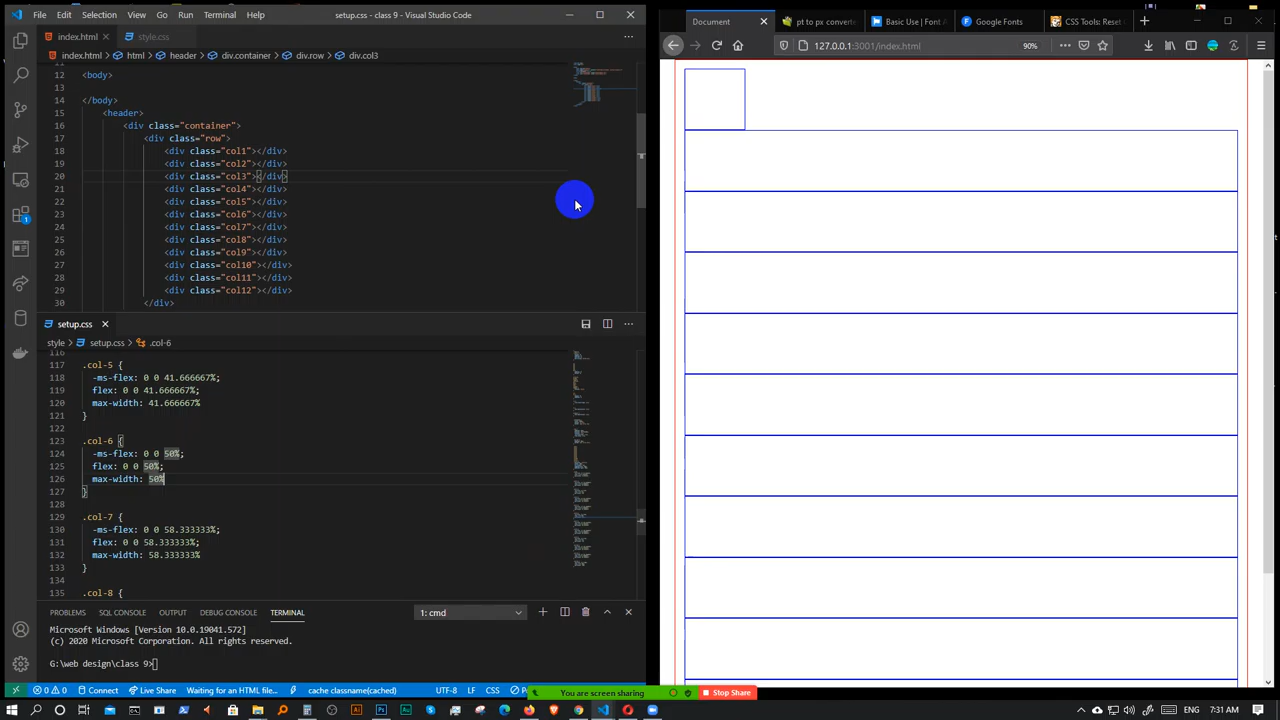 File Edit Selection View Go Run Terminal Help
setup.css - class 9 - Visual Studio Code
index.html
style.css
index.html > html > header > div.container > div.row > div.col3
12 <body>
13
14 </body>
15 <header>
16 <div class="container">
17 <div class="row">
18 <div class="col1"></div>
19 <div class="col2"></div>
20 <div class="col3"></div>
21 <div class="col4"></div>
22 <div class="col5"></div>
23 <div class="col6"></div>
24 <div class="col7"></div>
25 <div class="col8"></div>
26 <div class="col9"></div>
27 <div class="col10"></div>
28 <div class="col11"></div>
29 <div class="col12"></div>
30 </div>
setup.css
style > setup.css > .col-6
116
117 .col-5 {
118 -ms-flex: 0 0 41.666667%;
119 flex: 0 0 41.666667%;
120 max-width: 41.666667%
121 }
122
123 .col-6 {
124 -ms-flex: 0 0 50%;
125 flex: 0 0 50%;
126 max-width: 50%
127 }
128
129 .col-7 {
130 -ms-flex: 0 0 58.333333%;
131 flex: 0 0 58.333333%;
132 max-width: 58.333333%
133 }
134
135 .col-8 {
PROBLEMS SQL CONSOLE OUTPUT DEBUG CONSOLE TERMINAL
1: cmd
Microsoft Windows [Version 10.0.19041.572]
(c) 2020 Microsoft Corporation. All rights reserved.
G:\web design\class 9>
0 0 Connect Live Share Waiting for HTML file... cache classname(cached) UTF-8 LF CSS
You are screen sharing
Stop Share
Document
pt to px converte
Basic Use | Font A
Google Fonts
CSS Tools: Reset
127.0.0.1:3001/index.html
90%
ENG 7:31 AM